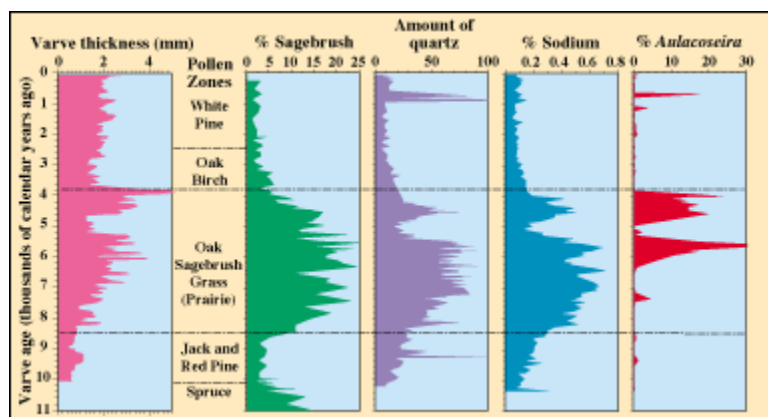 Varve thickness (mm)
0 2 4
Pollen
Zones
% Sagebrush
0 5 10 15 20 25
Amount of
quartz
0 50 100
% Sodium
0.2 0.4 0.6 0.8
% Aulacoseira
0 10 20 30
Varve age (thousands of calendar years ago)
0
1
2
3
4
5
6
7
8
9
10
11
White
Pine
Oak
Birch
Oak
Sagebrush
Grass
(Prairie)
Jack and
Red Pine
Spruce